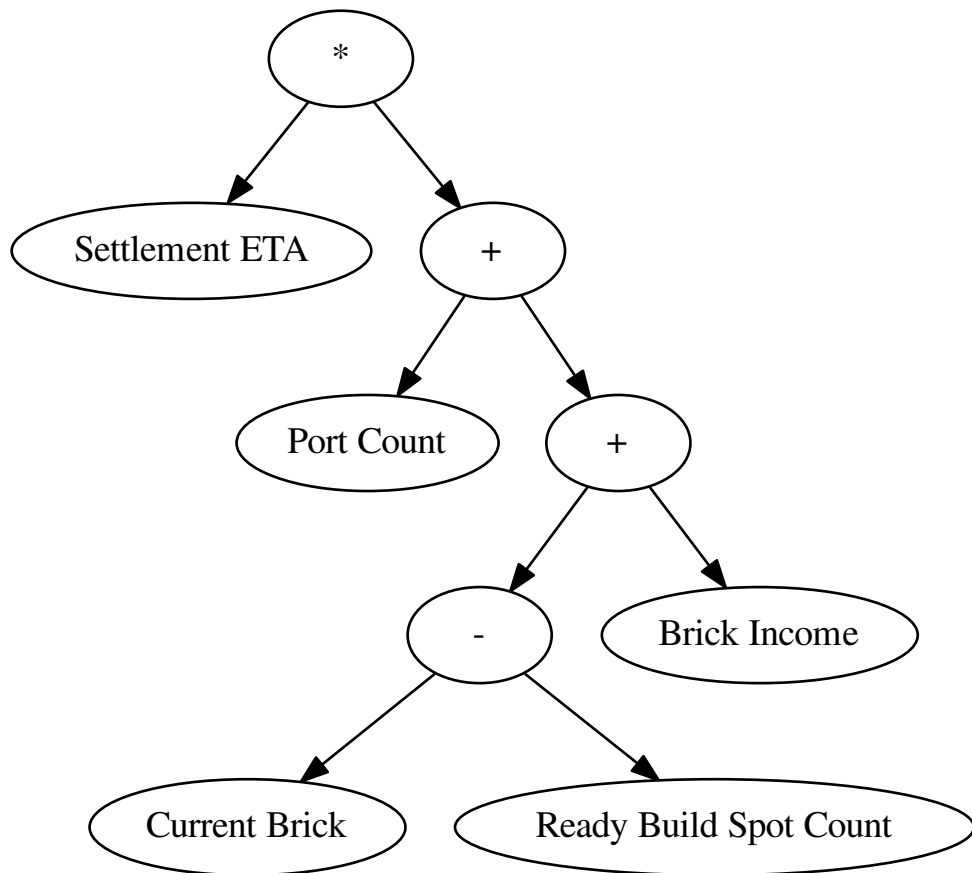 *
Settlement ETA
+
Port Count
+
-
Brick Income
Current Brick
Ready Build Spot Count